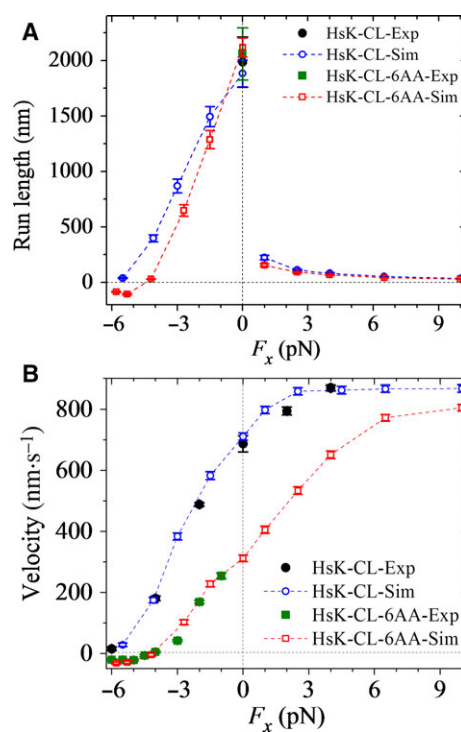 A
HsK-CL-Exp
HsK-CL-Sim
HsK-CL-6AA-Exp
HsK-CL-6AA-Sim
Run length (nm)
2000
1500
1000
500
0
-6 -3 0 3 6 9
Fx (pN)
B
Velocity (nm·s⁻¹)
800
600
400
200
0
HsK-CL-Exp
HsK-CL-Sim
HsK-CL-6AA-Exp
HsK-CL-6AA-Sim
-6 -3 0 3 6 9
Fx (pN)